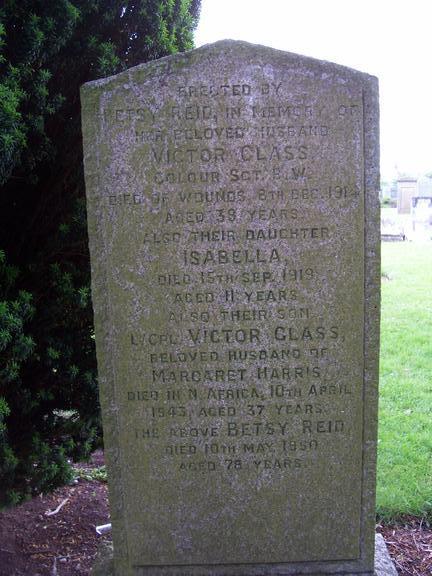 ERECTED BY
BETSY REID, IN MEMORY OF
HER BELOVED HUSBAND
VICTOR GLASS
COLOUR SGT. B.W.
DIED OF WOUNDS, 8TH DEC. 1914
AGED 39 YEARS.
ALSO THEIR DAUGHTER
ISABELLA,
DIED 15TH SEP. 1919
AGED 11 YEARS
ALSO THEIR SON
L/CPL. VICTOR GLASS,
BELOVED HUSBAND OF
MARGARET HARRIS,
DIED IN N. AFRICA, 10TH APRIL
1943, AGED 37 YEARS.
THE ABOVE BETSY REID
DIED 10TH MAY 1950
AGED 78 YEARS.